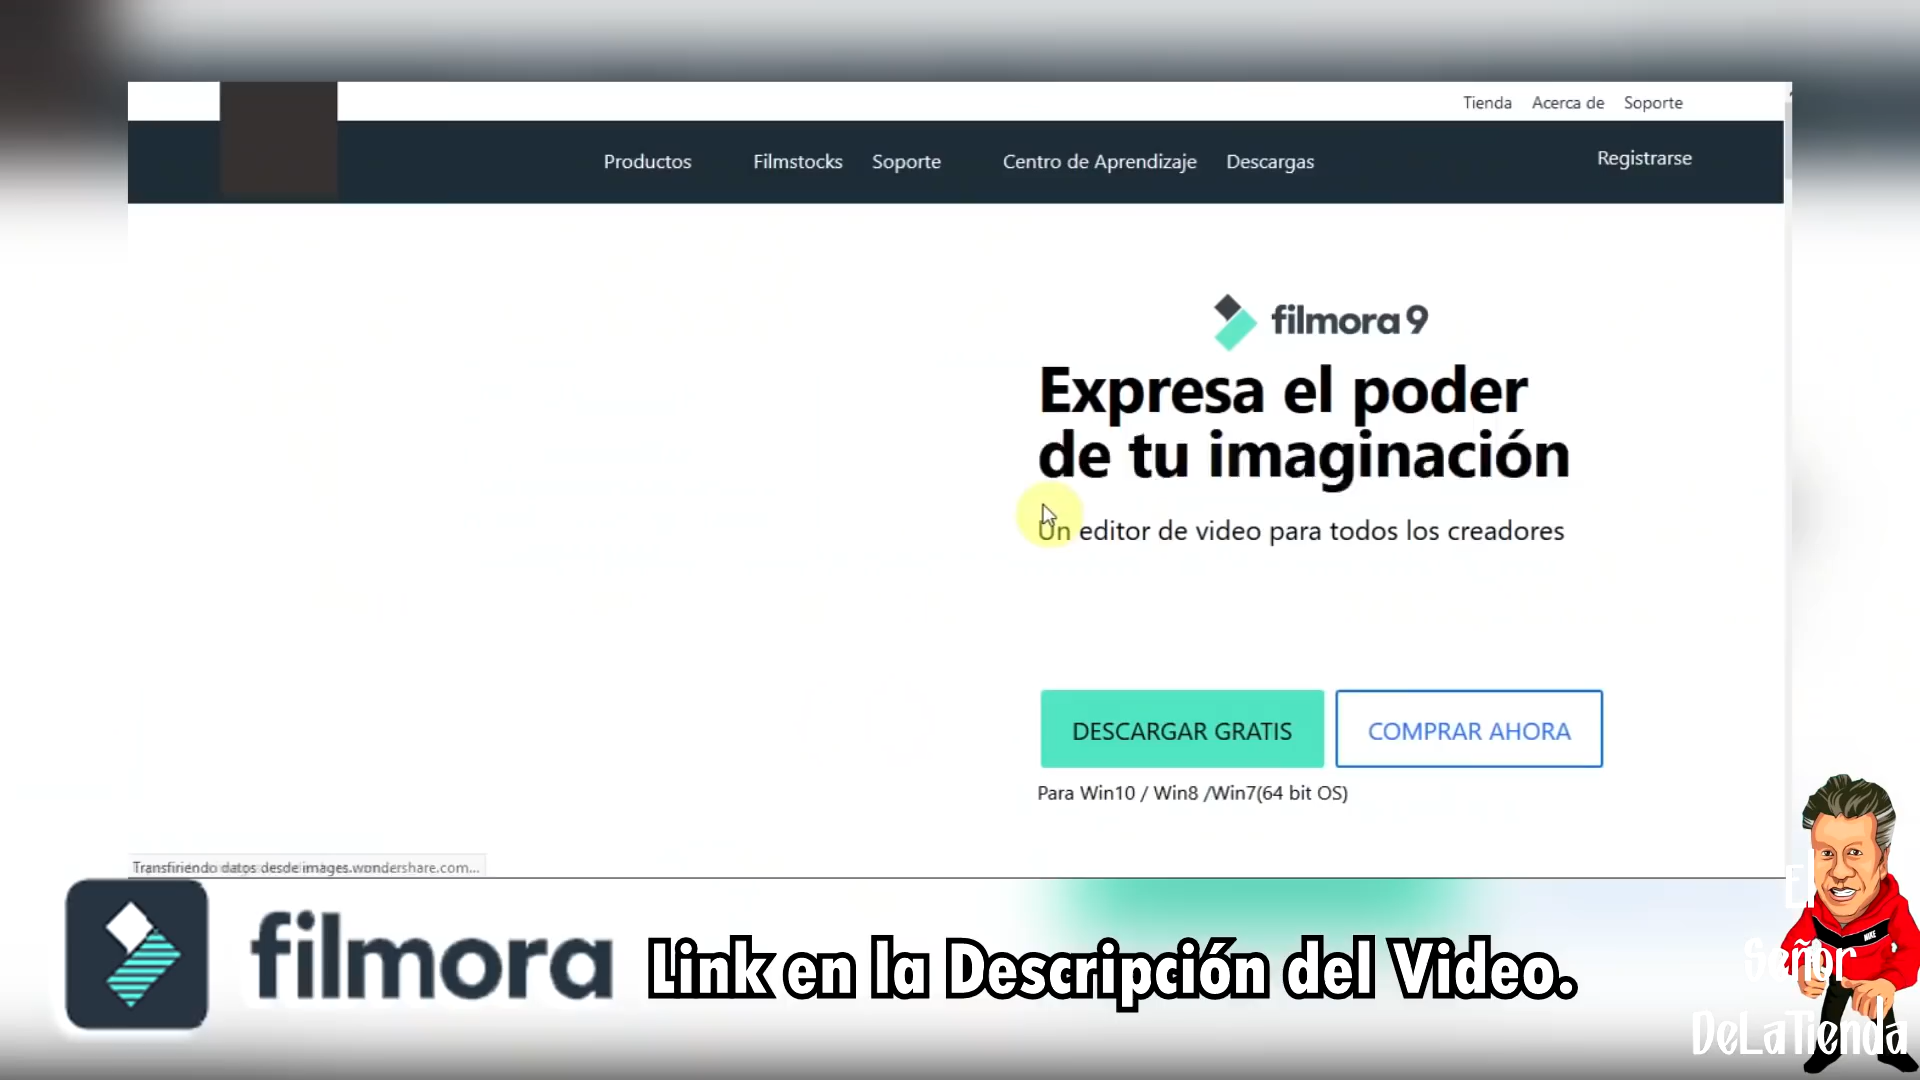 Tienda Acerca de Soporte
Productos Filmstocks Soporte Centro de Aprendizaje Descargas Registrarse
filmora9
Expresa el poder
de tu imaginación
Un editor de video para todos los creadores
DESCARGAR GRATIS COMPRAR AHORA
Para Win10 / Win8 /Win7(64 bit OS)
Transfiriendo datos desde images.wondershare.com...
filmora Link en la Descripción del Video.
El
Señor
DeLaTienda
NIKE